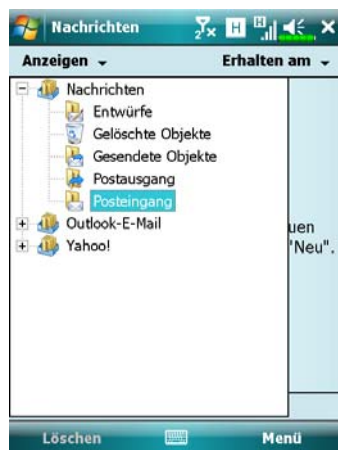 Nachrichten 2 H H
Anzeigen Erhalten am
Nachrichten
Entwürfe
Gelöschte Objekte
Gesendete Objekte
Postausgang
Posteingang
Outlook-E-Mail uen
Yahoo! "Neu".
Löschen Menü